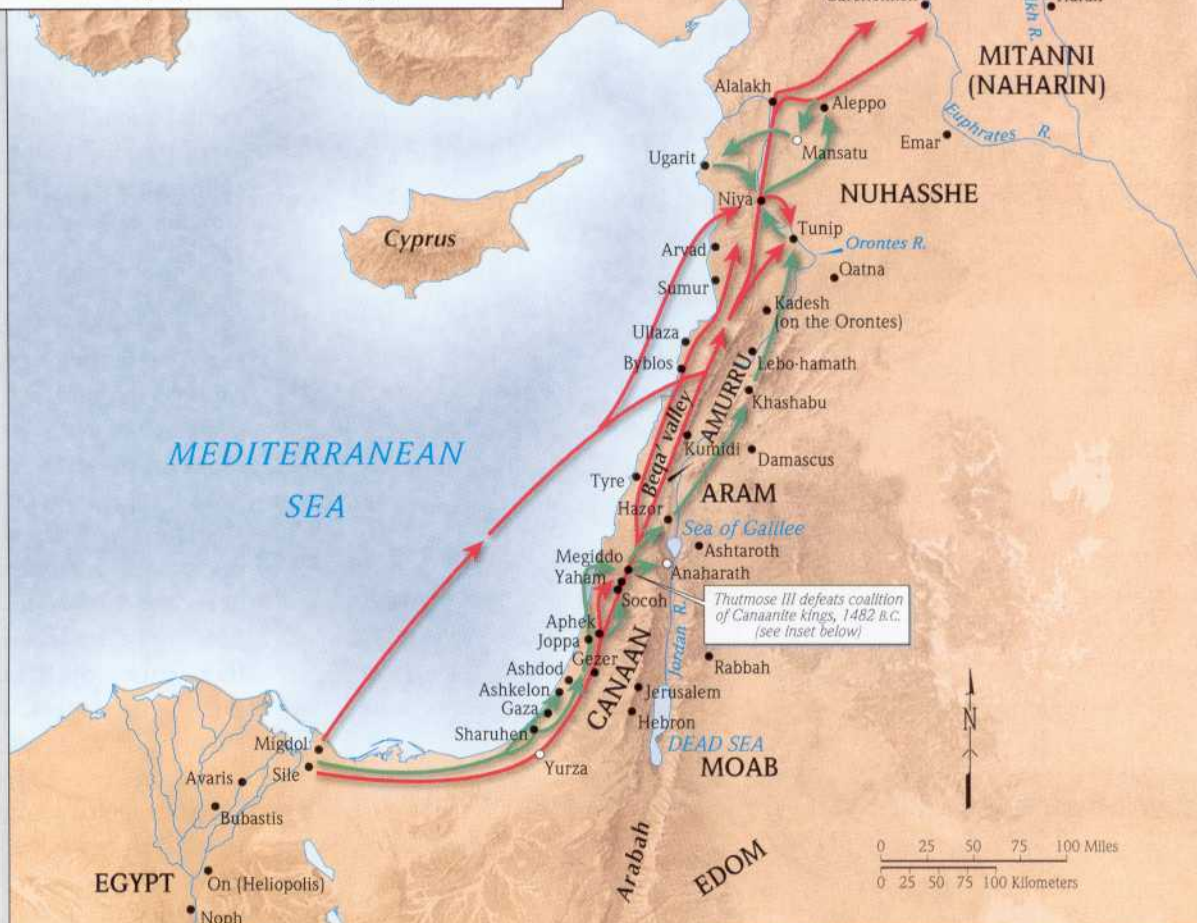 MITANNI
(NAHARIN)
Alalakh
Aleppo
Euphrates R.
Emar
Mansatu
Ugarit
NUHASSHE
Niya
Tunip
Orontes R.
Cyprus
Arvad
Qatna
Sumur
Kadesh
(on the Orontes)
Ullaza
Byblos
Lebo-hamath
AMURRU
Khashabu
Beqa' valley
Kumidi
Damascus
MEDITERRANEAN
SEA
Tyre
ARAM
Hazor
Sea of Galilee
Ashtaroth
Megiddo
Yaham
Anaharath
Socoh
Thutmose III defeats coalition
of Canaanite kings, 1482 B.C.
(see inset below)
Aphek
Joppa
Jordan R.
Gezer
Rabbah
Ashdod
Ashkelon
CANAAN
Jerusalem
Gaza
Hebron
Sharuhen
DEAD SEA
MOAB
Yurza
Migdol
Sile
Avaris
Bubastis
N
Arabah
EDOM
0 25 50 75 100 Miles
0 25 50 75 100 Kilometers
EGYPT
On (Heliopolis)
Noph